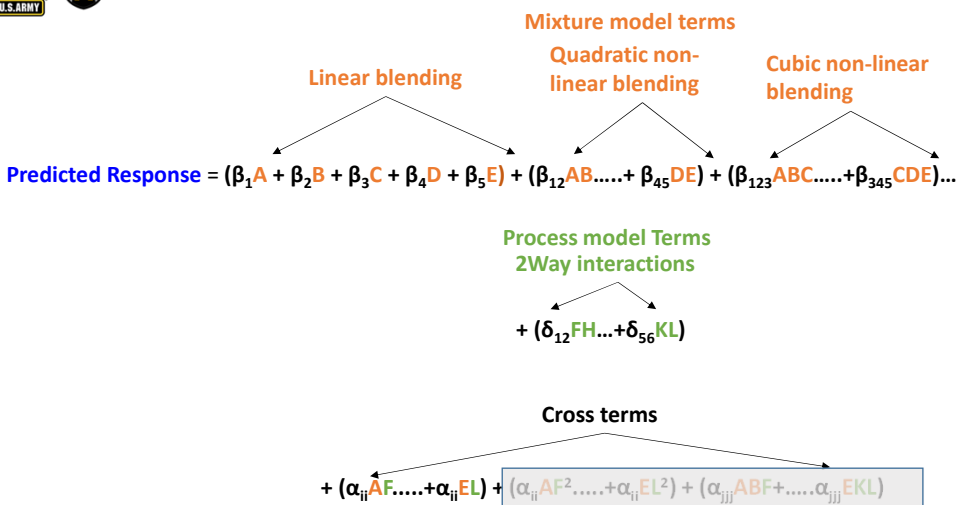 U.S.ARMY
Mixture model terms
Linear blending
Quadratic non-
linear blending
Cubic non-linear
blending
Predicted Response = (β₁A + β₂B + β₃C + β₄D + β₅E) + (β₁₂AB.....+ β₄₅DE) + (β₁₂₃ABC.....+β₃₄₅CDE)...
Process model Terms
2Way interactions
+ (δ₁₂FH...+δ₅₆KL)
Cross terms
+ (αᵢᵢAF.....+αᵢᵢEL) + (αᵢᵢAF².....+αᵢᵢEL²) + (αⱼⱼⱼABF+.....αⱼⱼⱼEKL)